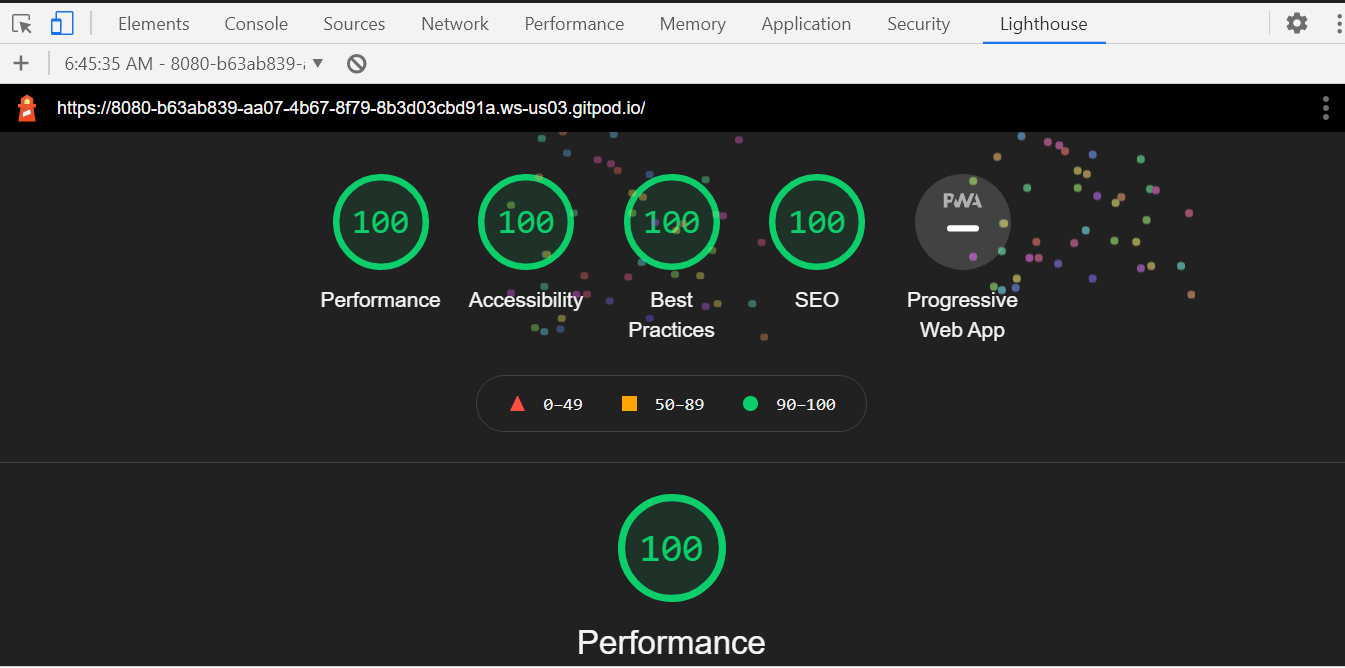 Elements Console Sources Network Performance Memory Application Security Lighthouse
6:45:35 AM - 8080-b63ab839-
https://8080-b63ab839-aa07-4b67-8f79-8b3d03cbd91a.ws-us03.gitpod.io/
100 100 100 100 PWA
Performance Accessibility Best Practices SEO Progressive Web App
0–49 50–89 90–100
100
Performance